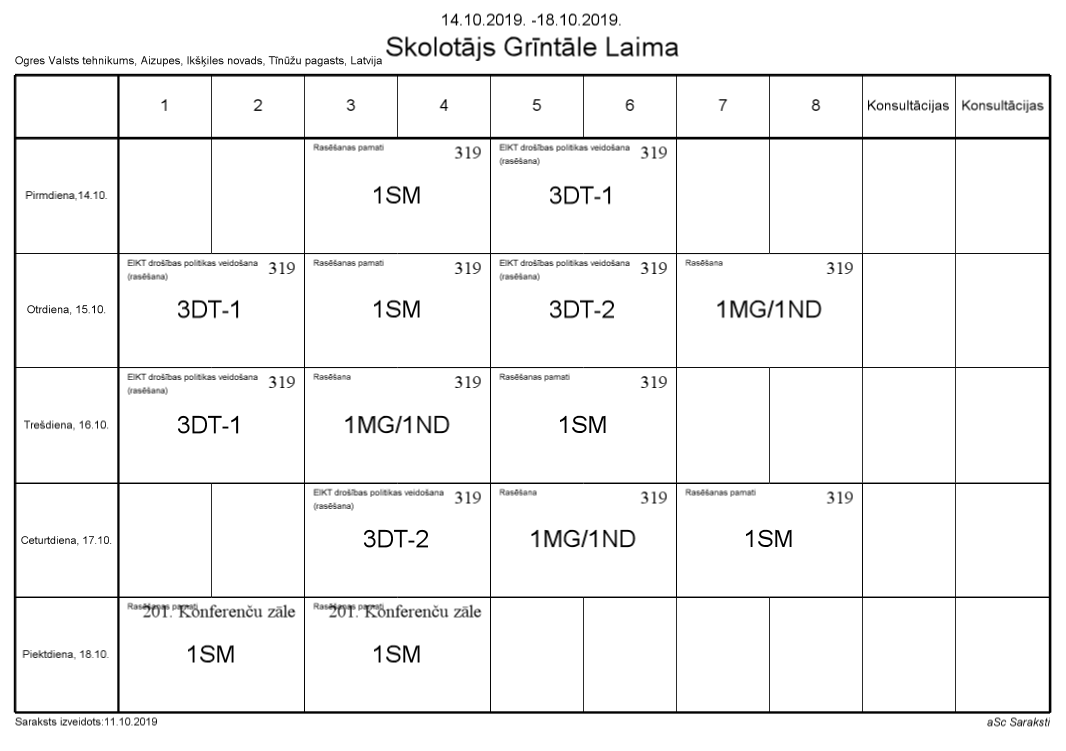 14.10.2019. -18.10.2019.
Skolotājs Grīntāle Laima
Ogres Valsts tehnikums, Aizupes, Ikšķiles novads, Tīnūžu pagasts, Latvija
1 2 3 4 5 6 7 8 Konsultācijas Konsultācijas
Pirmdiena,14.10.
Rasēšanas pamati 319
1SM
EIKT drošības politikas veidošana 319
(rasēšana)
3DT-1
Otrdiena, 15.10.
EIKT drošības politikas veidošana 319
(rasēšana)
3DT-1
Rasēšanas pamati 319
1SM
EIKT drošības politikas veidošana 319
(rasēšana)
3DT-2
Rasēšana 319
1MG/1ND
Trešdiena, 16.10.
EIKT drošības politikas veidošana 319
(rasēšana)
3DT-1
Rasēšana 319
1MG/1ND
Rasēšanas pamati 319
1SM
Ceturtdiena, 17.10.
EIKT drošības politikas veidošana 319
(rasēšana)
3DT-2
Rasēšana 319
1MG/1ND
Rasēšanas pamati 319
1SM
Piektdiena, 18.10.
Rasēšanas pamati
201. Konferenču zāle
1SM
Rasēšanas pamati
201. Konferenču zāle
1SM
Saraksts izveidots:11.10.2019
aSc Saraksti